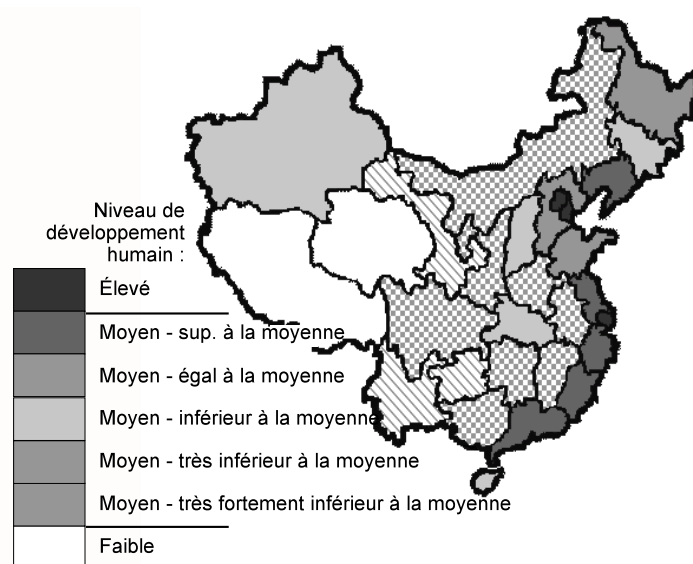 Niveau de
développement
humain :
Élevé
Moyen - sup. à la moyenne
Moyen - égal à la moyenne
Moyen - inférieur à la moyenne
Moyen - très inférieur à la moyenne
Moyen - très fortement inférieur à la moyenne
Faible